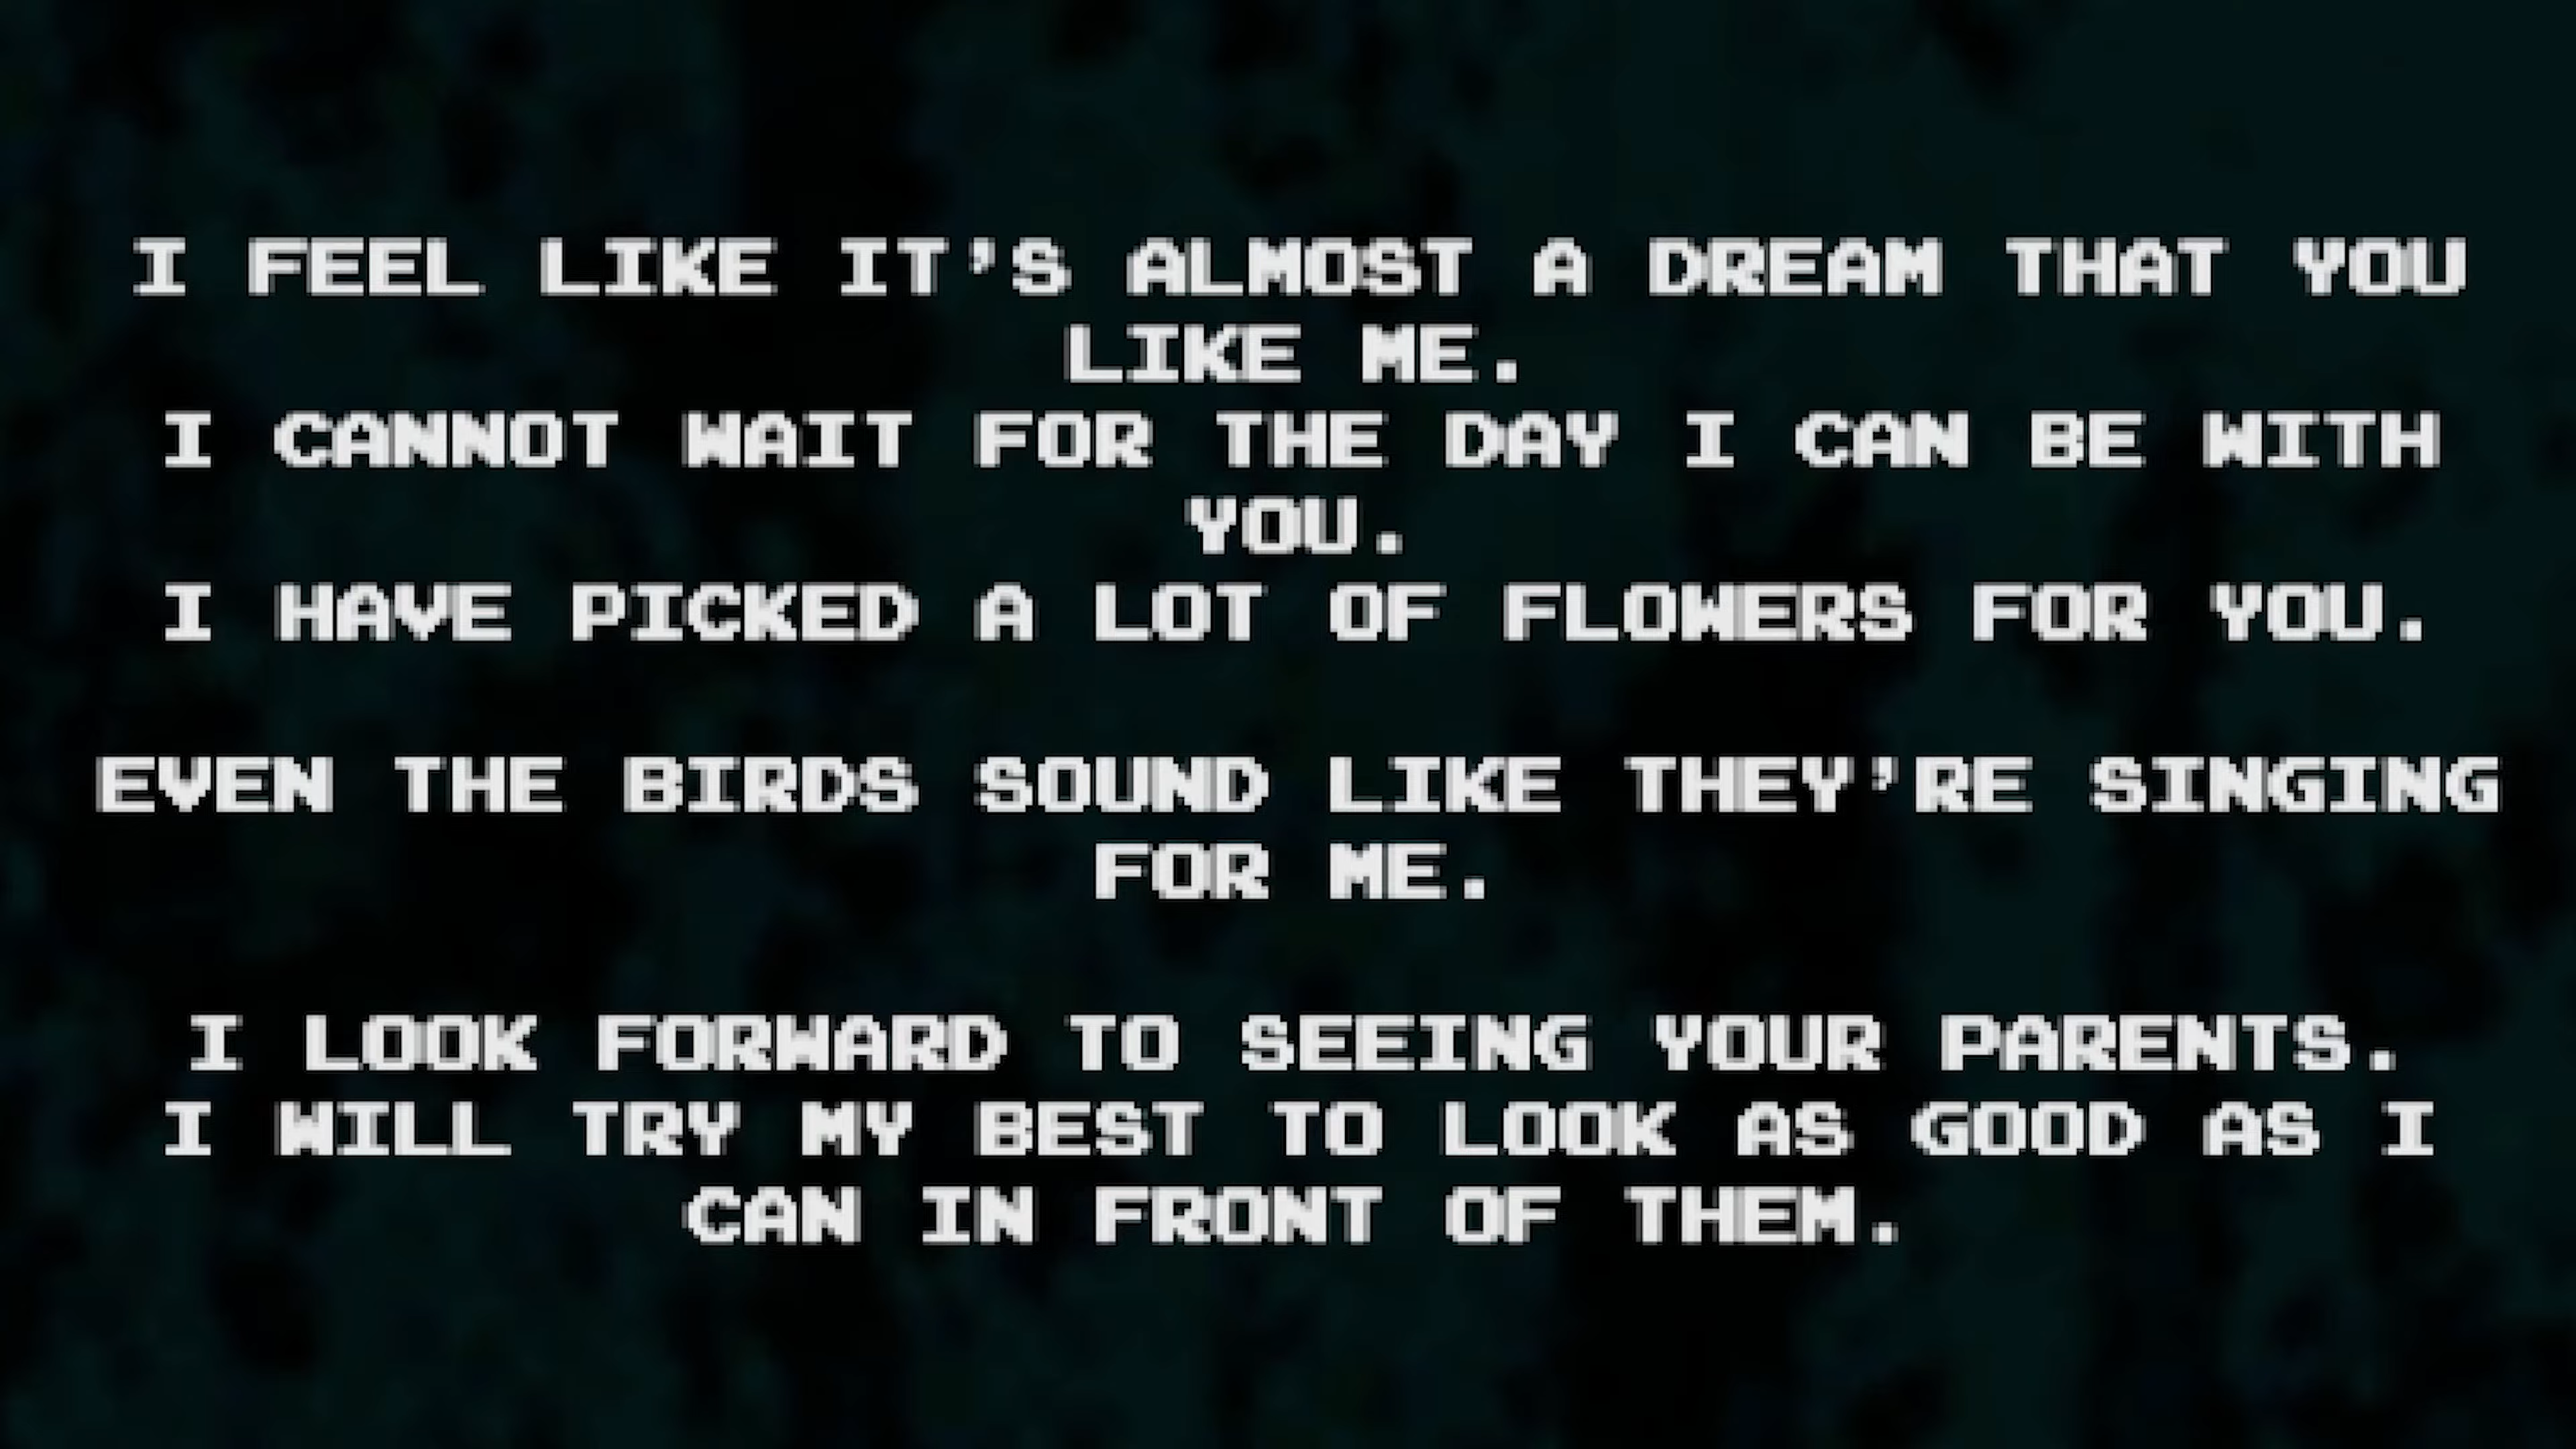 I FEEL LIKE IT'S ALMOST A DREAM THAT YOU
LIKE ME.
I CANNOT WAIT FOR THE DAY I CAN BE WITH
YOU.
I HAVE PICKED A LOT OF FLOWERS FOR YOU.
EVEN THE BIRDS SOUND LIKE THEY'RE SINGING
FOR ME.
I LOOK FORWARD TO SEEING YOUR PARENTS.
I WILL TRY MY BEST TO LOOK AS GOOD AS I
CAN IN FRONT OF THEM.